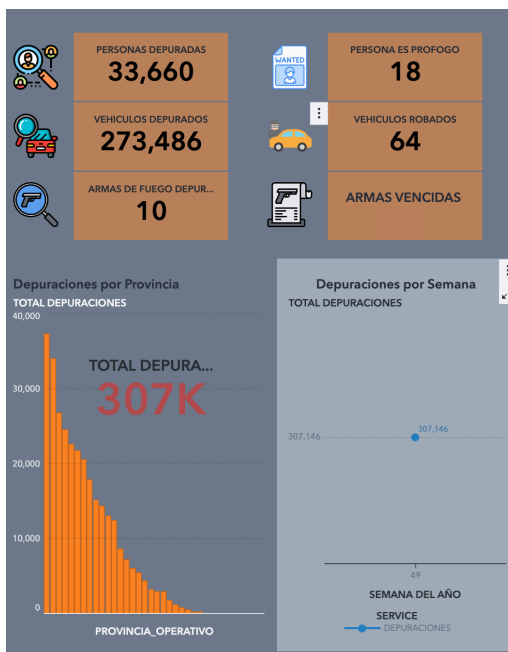 PERSONAS DEPURADAS
33,660
WANTED
PERSONA ES PROFOGO
18
VEHICULOS DEPURADOS
273,486
VEHICULOS ROBADOS
64
ARMAS DE FUEGO DEPUR...
10
ARMAS VENCIDAS
Depuraciones por Provincia
TOTAL DEPURACIONES
40,000
TOTAL DEPURA...
307K
30,000
20,000
10,000
0
PROVINCIA_OPERATIVO
Depuraciones por Semana
TOTAL DEPURACIONES
307,146
307,146
49
SEMANA DEL AÑO
SERVICE
DEPURACIONES